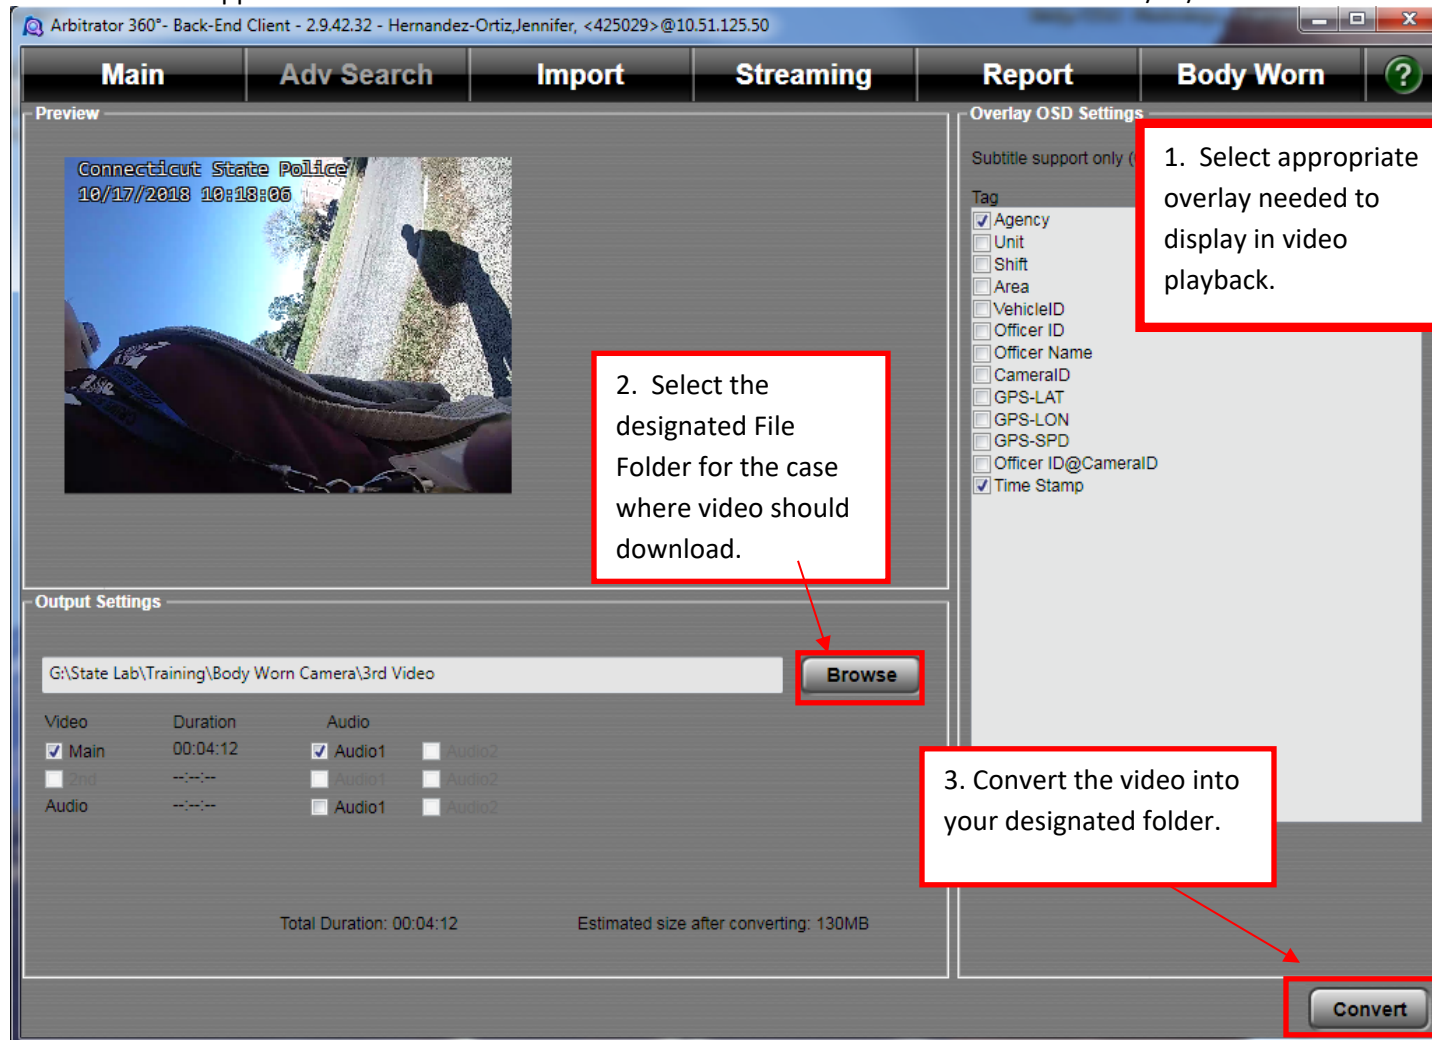 Arbitrator 360°- Back-End Client - 2.9.42.32 - Hernandez-Ortiz,Jennifer, <425029>@10.51.125.50
Main Adv Search Import Streaming Report Body Worn ?
Preview
Connecticut State Police
10/17/2018 10:18:06
Overlay OSD Settings
Subtitle support only (
Tag
Agency
Unit
Shift
Area
VehicleID
Officer ID
Officer Name
CameraID
GPS-LAT
GPS-LON
GPS-SPD
Officer ID@CameraID
Time Stamp
1. Select appropriate
overlay needed to
display in video
playback.
2. Select the
designated File
Folder for the case
where video should
download.
Output Settings
G:\State Lab\Training\Body Worn Camera\3rd Video
Browse
Video Duration Audio
Main 00:04:12 Audio1 Audio2
2nd --:--:-- Audio1 Audio2
Audio --:--:-- Audio1 Audio2
3. Convert the video into
your designated folder.
Total Duration: 00:04:12 Estimated size after converting: 130MB
Convert